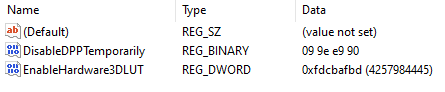 Name Type Data
(Default) REG_SZ (value not set)
DisableDPPTemporarily REG_BINARY 09 9e e9 90
EnableHardware3DLUT REG_DWORD 0xfdcbafbd (4257984445)